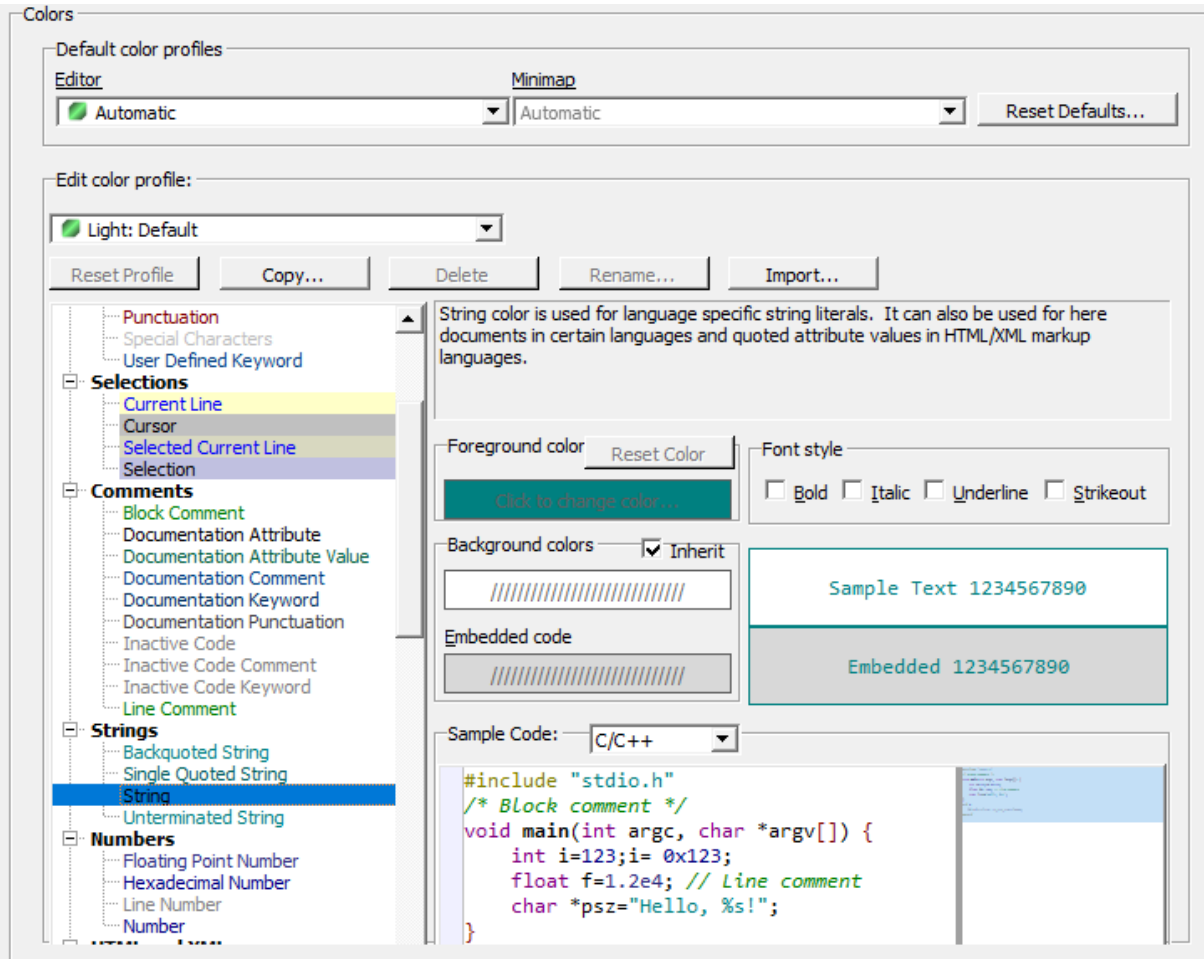 Colors
Default color profiles
Editor
Minimap
Automatic
Automatic
Reset Defaults...
Edit color profile:
Light: Default
Reset Profile
Copy...
Delete
Rename...
Import...
Punctuation
Special Characters
User Defined Keyword
Selections
Current Line
Cursor
Selected Current Line
Selection
Comments
Block Comment
Documentation Attribute
Documentation Attribute Value
Documentation Comment
Documentation Keyword
Documentation Punctuation
Inactive Code
Inactive Code Comment
Inactive Code Keyword
Line Comment
Strings
Backquoted String
Single Quoted String
String
Unterminated String
Numbers
Floating Point Number
Hexadecimal Number
Line Number
Number
String color is used for language specific string literals.  It can also be used for here
documents in certain languages and quoted attribute values in HTML/XML markup
languages.
Foreground color
Reset Color
Click to change color ...
Font style
Bold
Italic
Underline
Strikeout
Background colors
Inherit
/////////////////////////////
Embedded code
/////////////////////////////
Sample Text 1234567890
Embedded 1234567890
Sample Code:
C/C++
#include "stdio.h"
/* Block comment */
void main(int argc, char *argv[]) {
    int i=123;i= 0x123;
    float f=1.2e4; // Line comment
    char *psz="Hello, %s!";
}